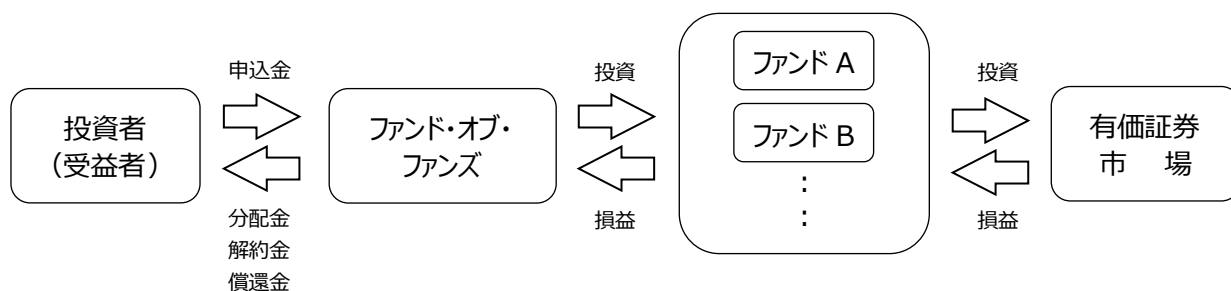 申込金
投資者
（受益者）
分配金
解約金
償還金
ファンド・オブ・
ファンズ
投資
損益
ファンド A
ファンド B
：
：
投資
損益
有価証券
市　場